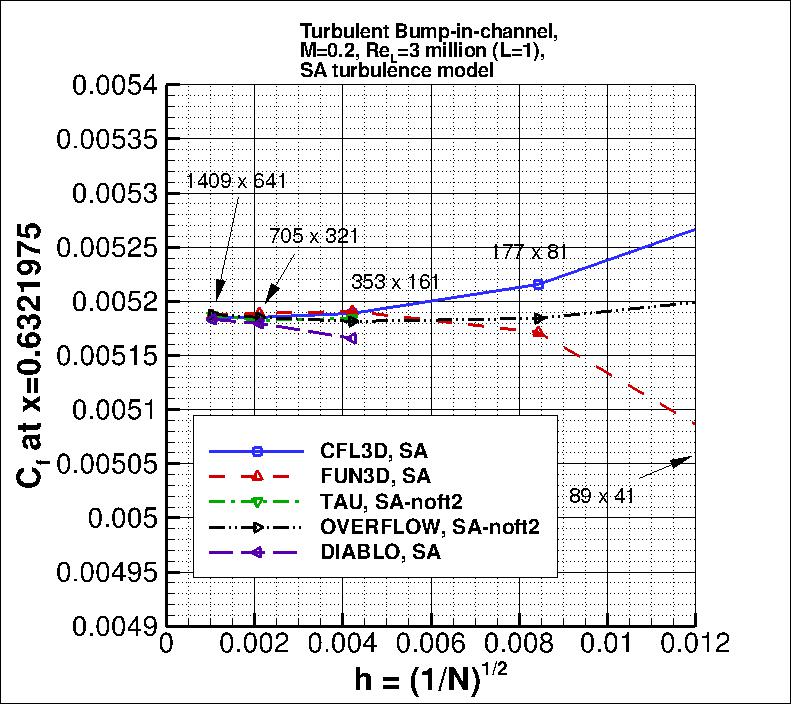 Turbulent Bump-in-channel,
M=0.2, Re_L=3 million (L=1),
SA turbulence model
0.0054
0.00535
0.0053
0.00525
0.0052
0.00515
0.0051
0.00505
0.005
0.00495
0.0049
C_f at x=0.6321975
1409 x 641
705 x 321
353 x 161
177 x 81
89 x 41
CFL3D, SA
FUN3D, SA
TAU, SA-noft2
OVERFLOW, SA-noft2
DIABLO, SA
0 0.002 0.004 0.006 0.008 0.01 0.012
h = (1/N)^1/2